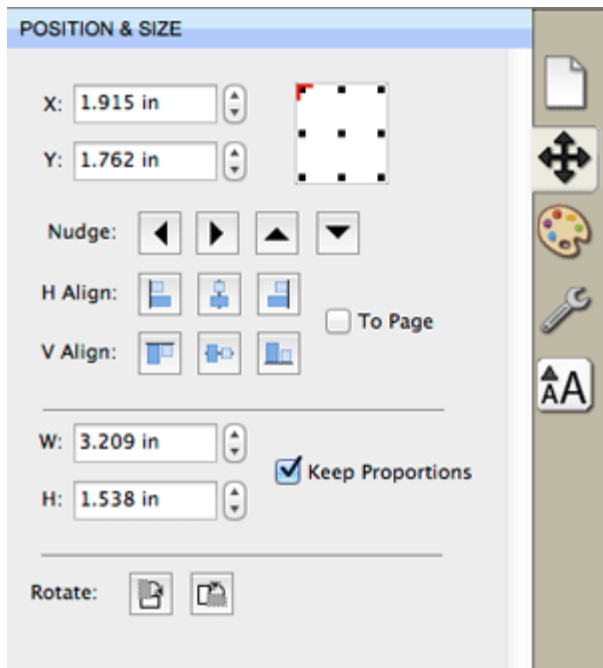 POSITION & SIZE
X: 1.915 in
Y: 1.762 in
Nudge:
H Align:
To Page
V Align:
W: 3.209 in
Keep Proportions
H: 1.538 in
Rotate:
AA